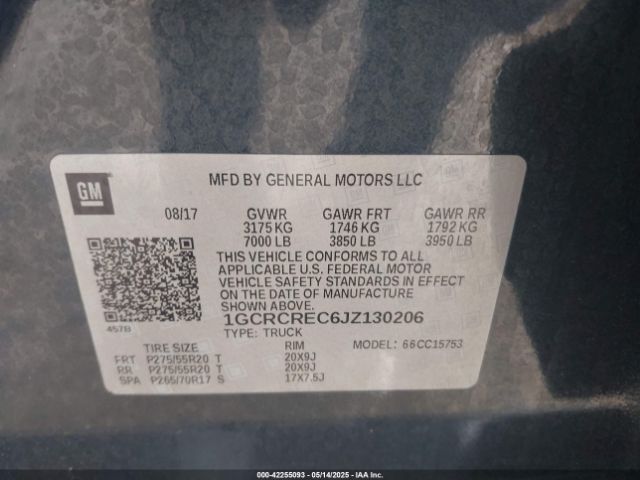 GM
MFD BY GENERAL MOTORS LLC
08/17 GVWR GAWR FRT GAWR RR
3175 KG 1746 KG 1792 KG
7000 LB 3850 LB 3950 LB
THIS VEHICLE CONFORMS TO ALL
APPLICABLE U.S. FEDERAL MOTOR
VEHICLE SAFETY STANDARDS IN EFFECT
ON THE DATE OF MANUFACTURE
SHOWN ABOVE.
1GCRCREC6JZ130206
457B
TYPE: TRUCK
MODEL: 66CC15753
TIRE SIZE RIM
FRT P275/55R20 T 20X9J
RR P275/55R20 T 20X9J
SPA P265/70R17 S 17X7.5J
000-42255093 - 05/14/2025 - IAA Inc.